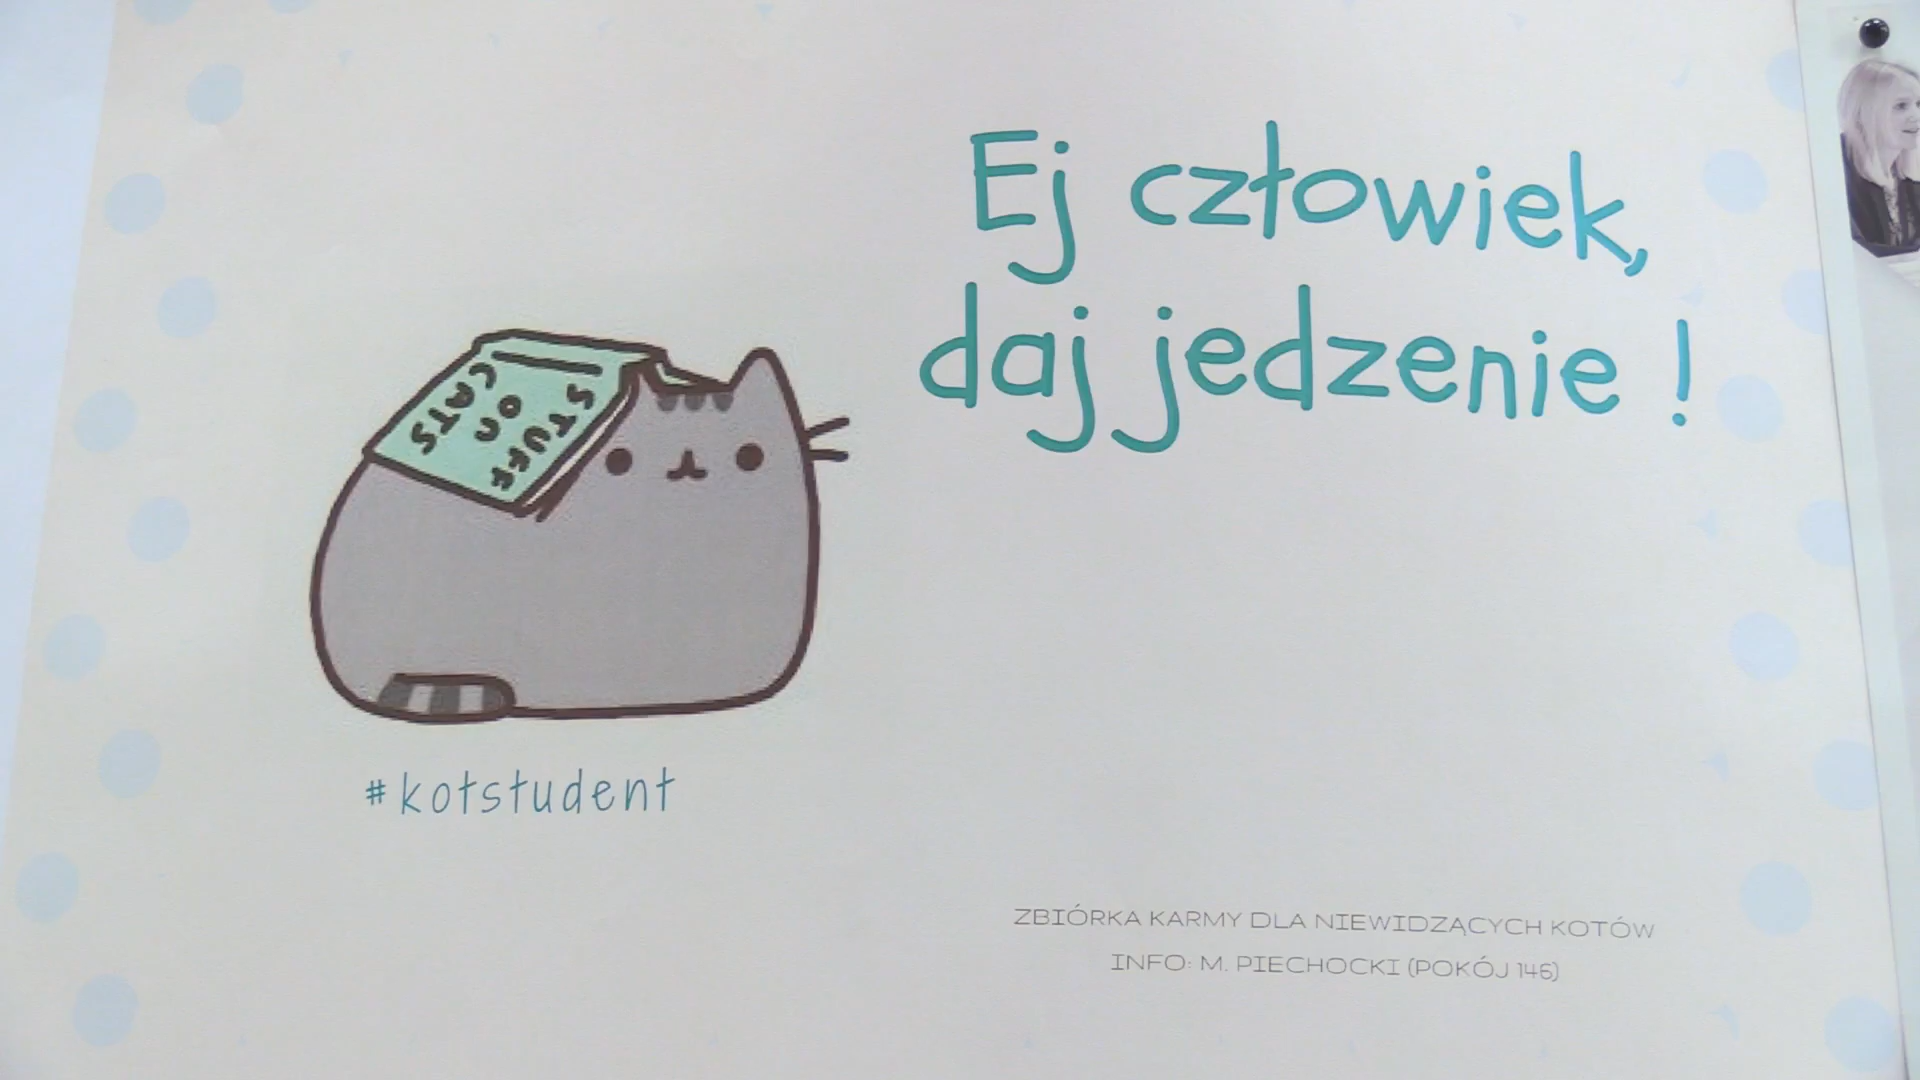 Ej człowiek,
daj jedzenie !
STUFF
ON
CATS
#kotstudent
ZBIÓRKA KARMY DLA NIEWIDZĄCYCH KOTÓW
INFO: M. PIECHOCKI (POKÓJ 146)